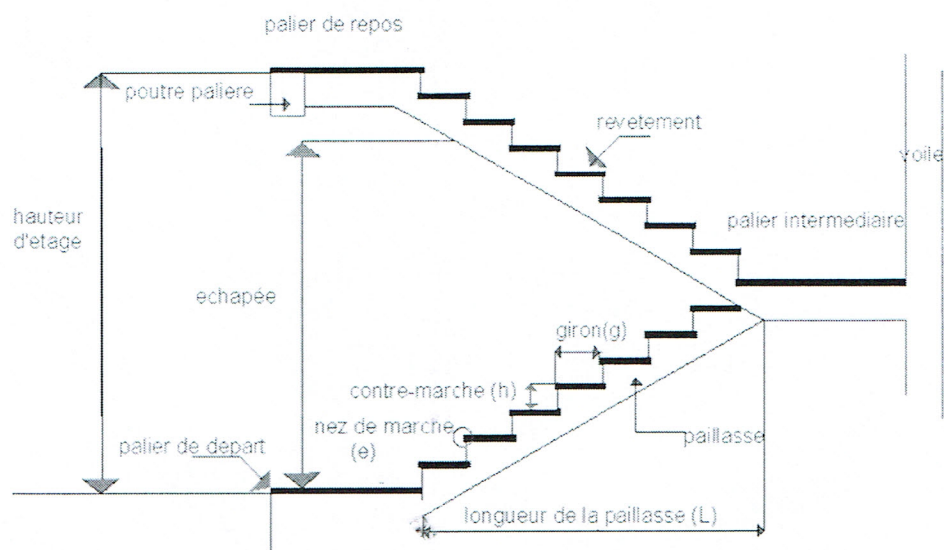 palier de repos
poutre paliere
revetement
voile
hauteur
d'etage
palier intermediaire
echapée
giron(g)
contre-marche (h)
nez de marche
(e)
paillasse
palier de depart
longueur de la paillasse (L)